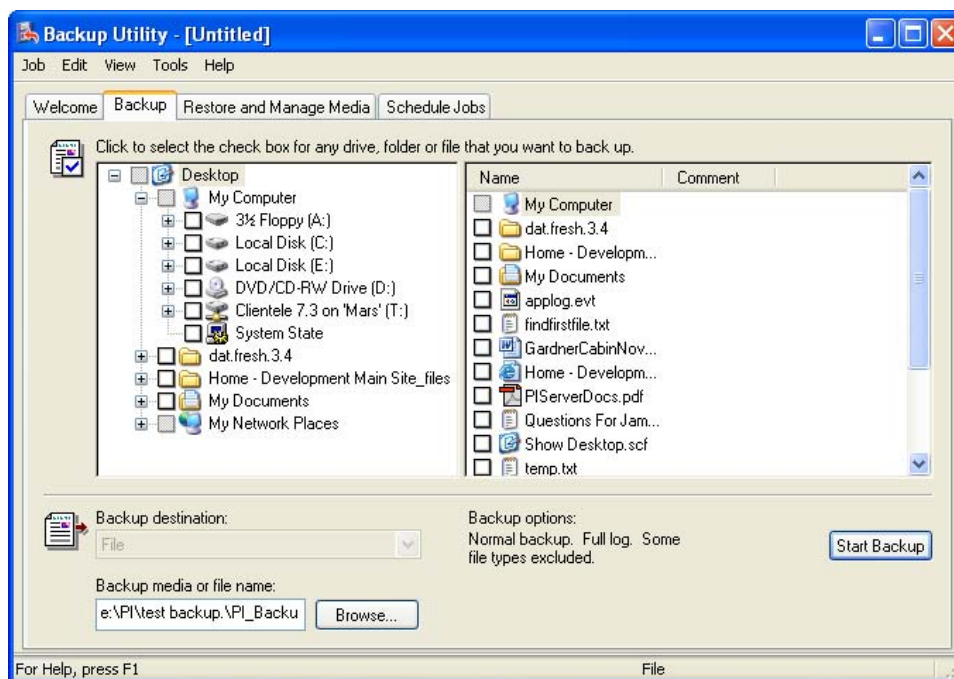 Backup Utility - [Untitled]
Job Edit View Tools Help
Welcome Backup Restore and Manage Media Schedule Jobs
Click to select the check box for any drive, folder or file that you want to back up.
Desktop
My Computer
3½ Floppy (A:)
Local Disk (C:)
Local Disk (E:)
DVD/CD-RW Drive (D:)
Clientele 7.3 on 'Mars' (T:)
System State
dat.fresh.3.4
Home - Development Main Site_files
My Documents
My Network Places
Name Comment
My Computer
dat.fresh.3.4
Home - Developm...
My Documents
applog.evt
findfirstfile.txt
GardnerCabinNov...
Home - Developm...
PIServerDocs.pdf
Questions For Jam...
Show Desktop.scf
temp.txt
Backup destination:
File
Backup media or file name:
e:\PI\test backup.\PI_Backu
Browse...
Backup options:
Normal backup. Full log. Some
file types excluded.
Start Backup
For Help, press F1
File